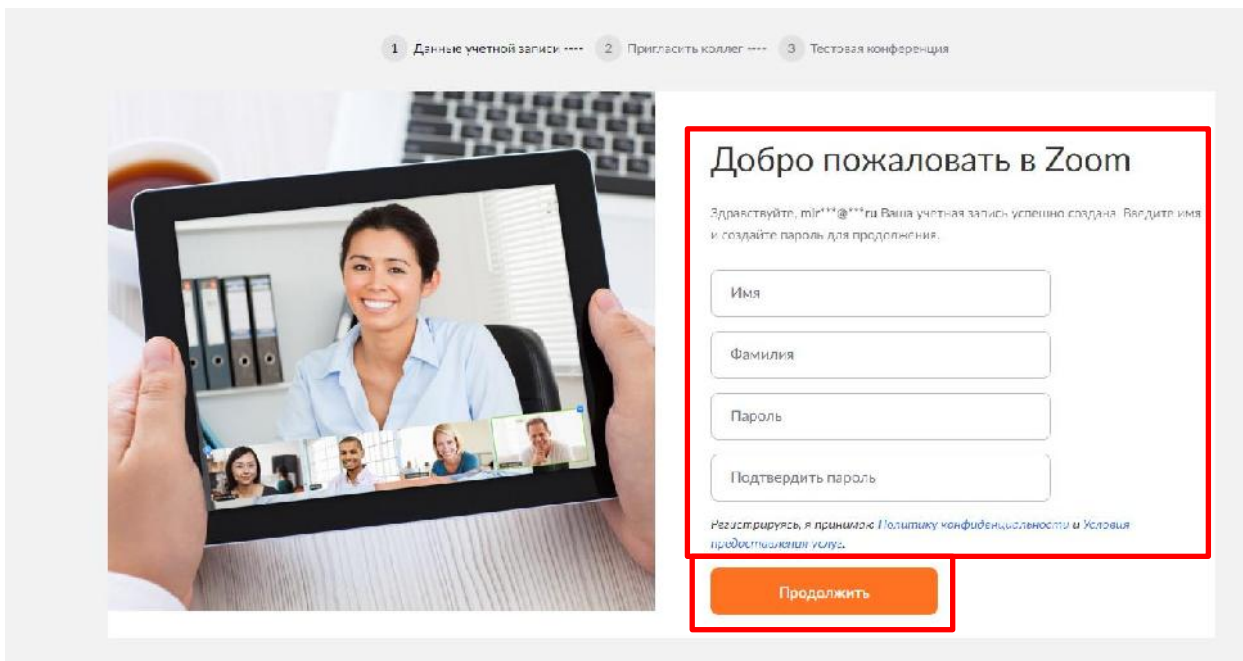 1 Данные учетной записи ---- 2 Пригласить коллег ---- 3 Тестовая конференция
Добро пожаловать в Zoom
Здравствуйте, mir***@***ru Ваша учетная запись успешно создана. Введите имя
и создайте пароль для продолжения.
Имя
Фамилия
Пароль
Подтвердить пароль
Регистрируясь, я принимаю Политику конфиденциальности и Условия
предоставления услуг.
Продолжить